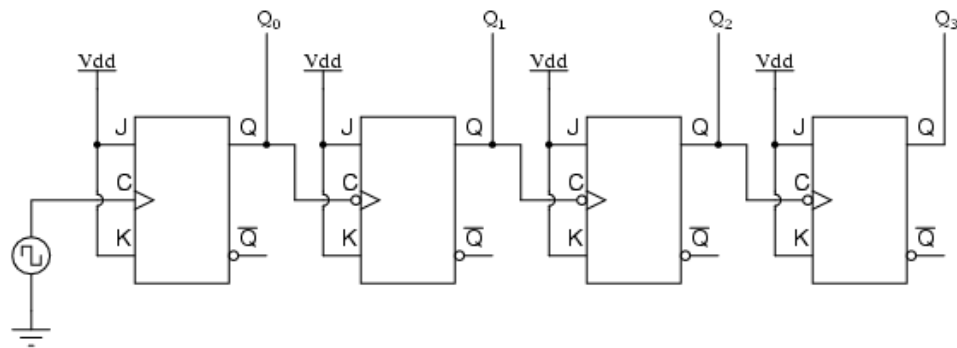 Q₀ Q₁ Q₂ Q₃
Vdd Vdd Vdd Vdd
J Q J Q J Q J Q
C C C C
K Q̅ K Q̅ K Q̅ K Q̅